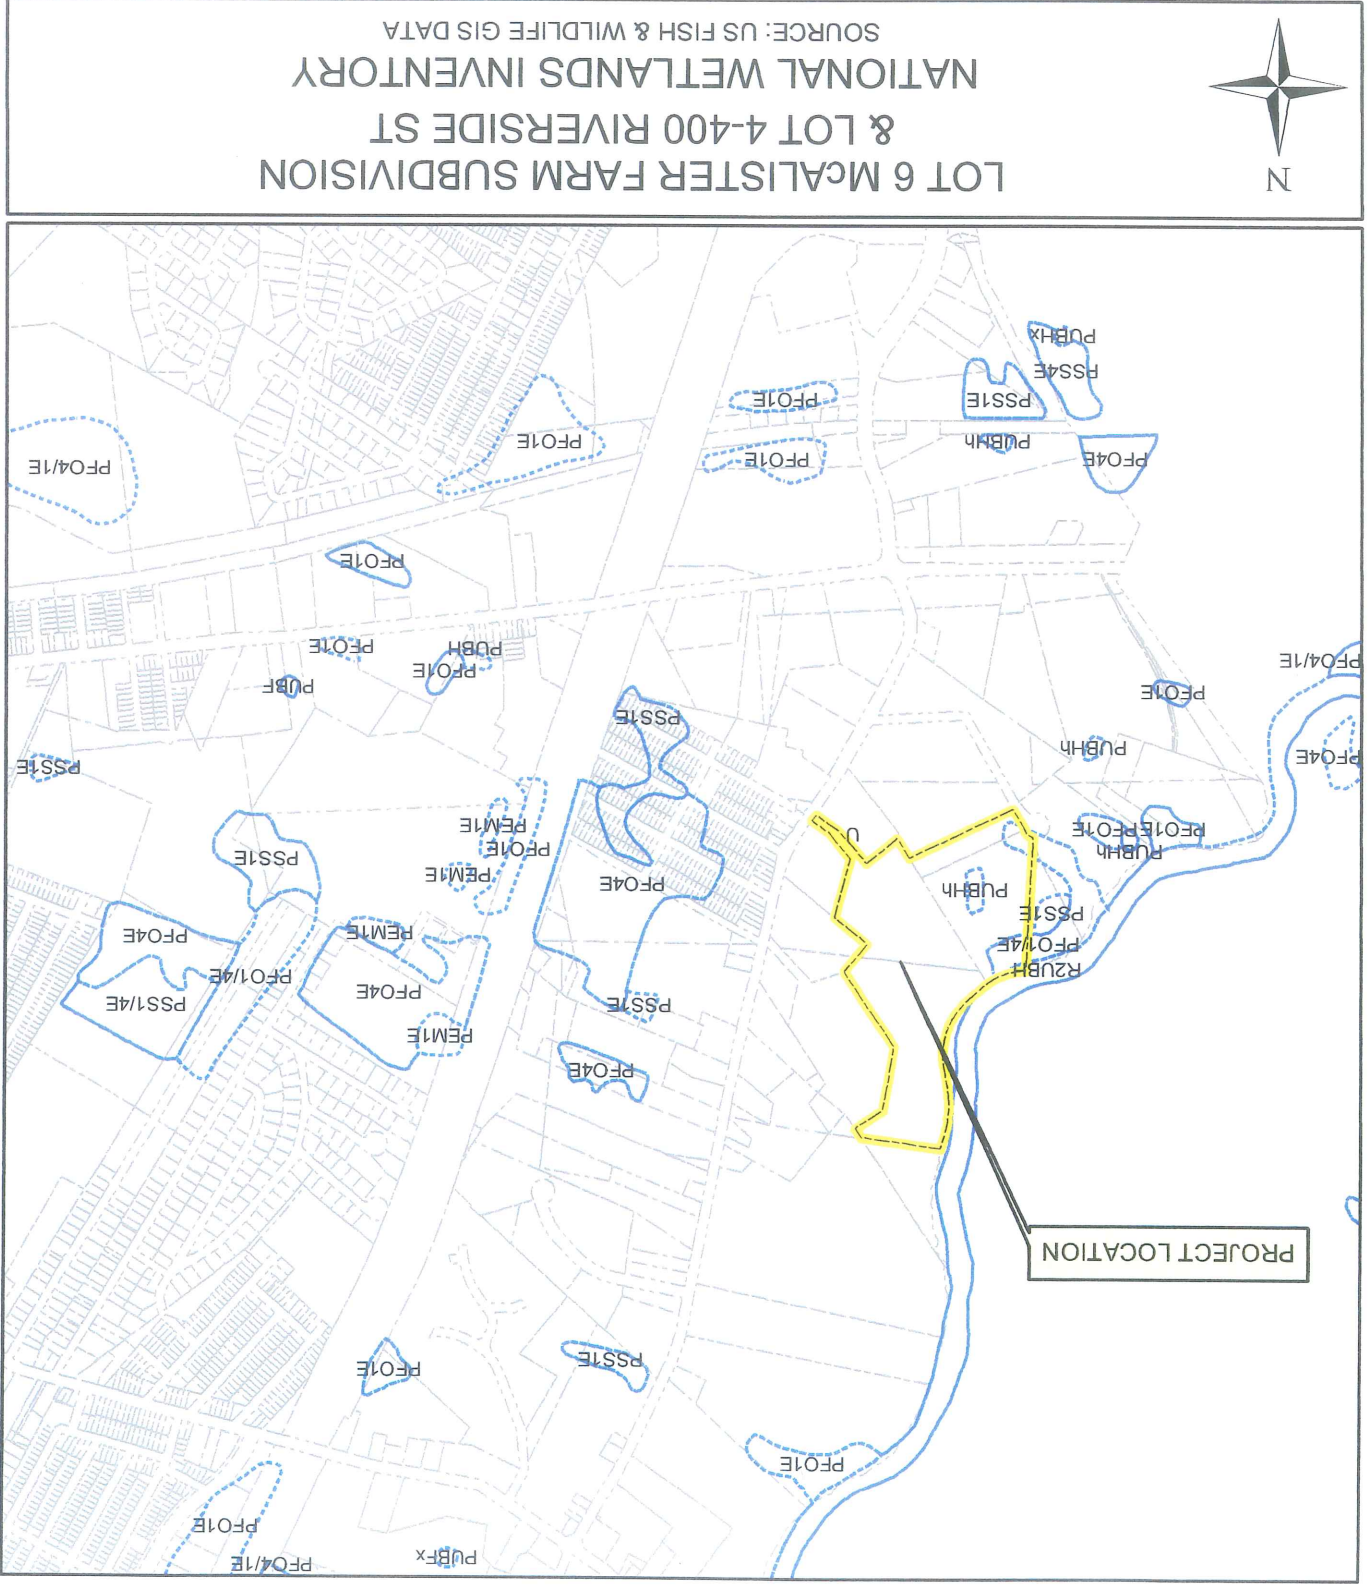 PFO4/1E
PUBFx
PFO1E
PFO1E
PFO1E
PSS1E
PROJECT LOCATION
PFO4E
PEM1E
PSS1E
PSS1/4E
PFO4E
PFO1/4E
R2UBH
PFO1/4E
PFO4E
PEM1E
PSS1E
PUBHh
PFO4E
PEM1E
PSS1E
PUBHh
PFO1E
U
PFO1E
PFO1E
PEM1E
PSS1E
PFO4E
PUBHh
PSS1E
PFO1E
PUBF
PFO1E
PFO4/1E
PUBH
PFO1E
PFO1E
PFO4/1E
PFO4E
PFO1E
PUBHh
PFO1E
PSS1E
PFO1E
PSS4E
PUBHx
N
LOT 6 McALISTER FARM SUBDIVISION
& LOT 4-400 RIVERSIDE ST
NATIONAL WETLANDS INVENTORY
SOURCE: US FISH & WILDLIFE GIS DATA